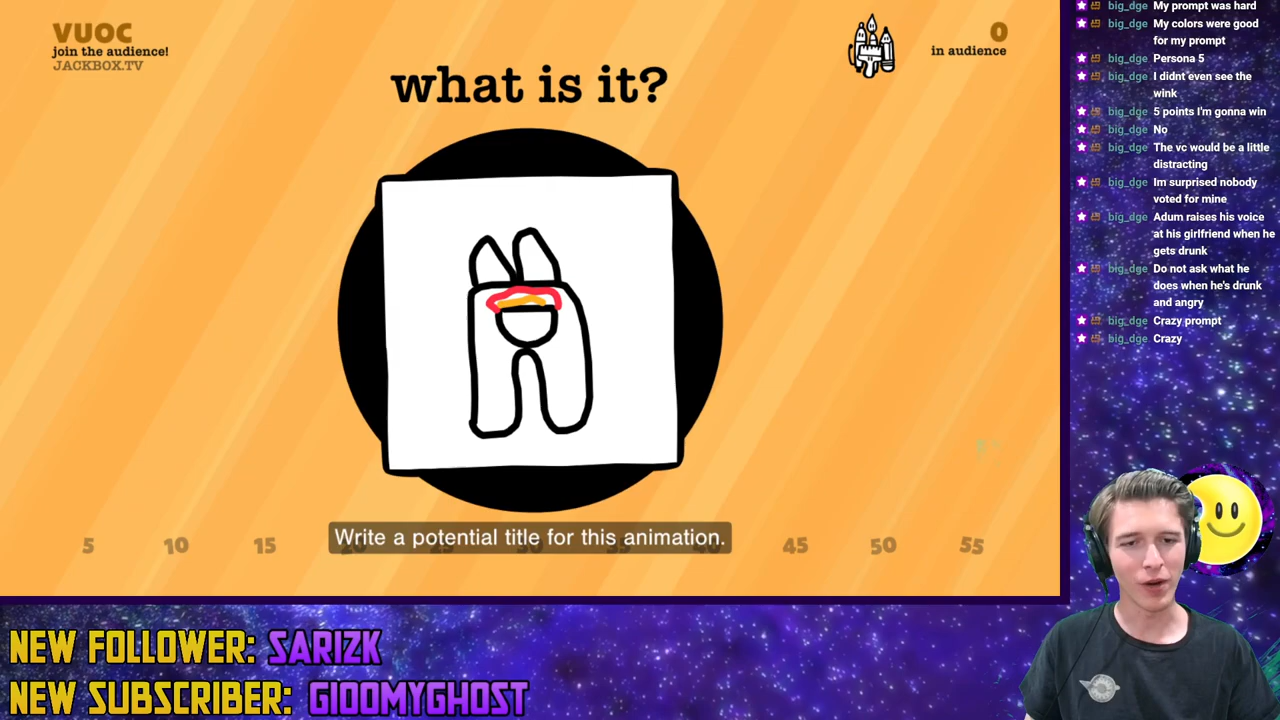 VUOC
join the audience!
JACKBOX.TV
0
in audience
what is it?
Write a potential title for this animation.
5 10 15 45 50 55
big_dge My prompt was hard
big_dge My colors were good
for my prompt
big_dge Persona 5
big_dge I didnt even see the
wink
big_dge 5 points I'm gonna win
big_dge No
big_dge The vc would be a little
distracting
big_dge Im surprised nobody
voted for mine
big_dge Adum raises his voice
at his girlfriend when he
gets drunk
big_dge Do not ask what he
does when he's drunk
and angry
big_dge Crazy prompt
big_dge Crazy
NEW FOLLOWER: SARIZK
NEW SUBSCRIBER: GIOOMYGHOST